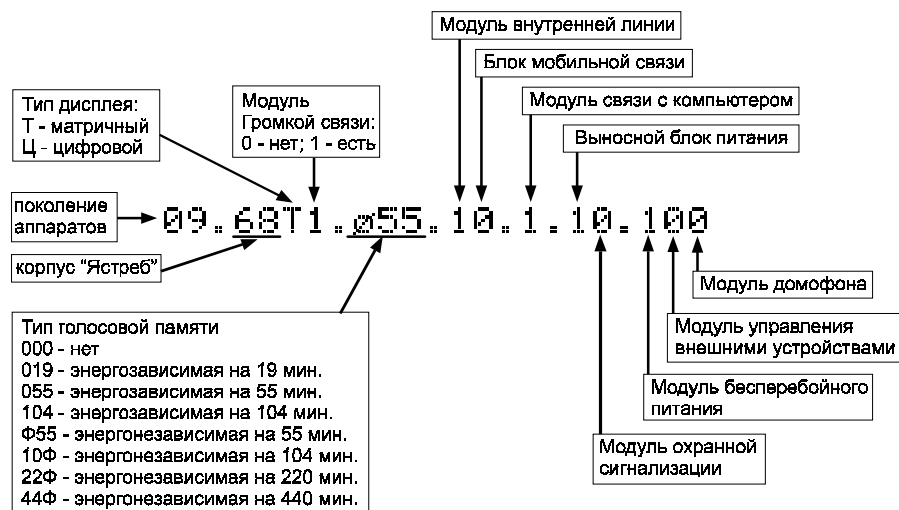 Модуль внутренней линии
Блок мобильной связи
Модуль связи с компьютером
Выносной блок питания
Тип дисплея:
Т - матричный
Ц - цифровой
Модуль
Громкой связи:
0 - нет; 1 - есть
поколение
аппаратов
09.68Т1.ø55.10.1.10.100
корпус “Ястреб”
Модуль домофона
Модуль управления
внешними устройствами
Модуль бесперебойного
питания
Модуль охранной
сигнализации
Тип голосовой памяти
000 - нет
019 - энергозависимая на 19 мин.
055 - энергозависимая на 55 мин.
104 - энергозависимая на 104 мин.
Ф55 - энергонезависимая на 55 мин.
10Ф - энергонезависимая на 104 мин.
22Ф - энергонезависимая на 220 мин.
44Ф - энергонезависимая на 440 мин.